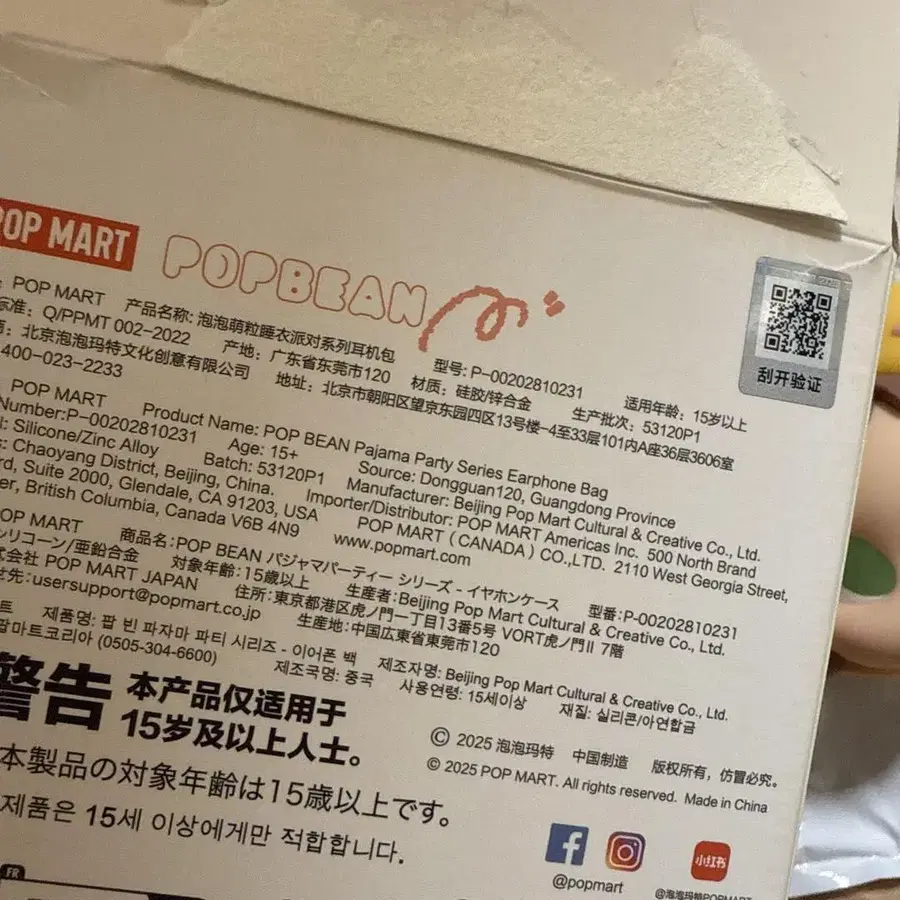 POP MART POPBEAN
POP MART 产品名称: 泡泡萌粒睡衣派对系列耳机包 型号: P-00202810231 适用年龄: 15岁以上
标准: Q/PPMT 002-2022 产地: 广东省东莞市120 材质: 硅胶/锌合金 生产批次: 53120P1
商: 北京泡泡玛特文化创意有限公司 地址: 北京市朝阳区望京东园四区13号楼-4至33层101内A座36层3606室
400-023-2233
刮开验证
POP MART Product Name: POP BEAN Pajama Party Series Earphone Bag
Number:P-00202810231 Age: 15+ Source: Dongguan120, Guangdong Province
l: Silicone/Zinc Alloy Batch: 53120P1 Manufacturer: Beijing Pop Mart Cultural & Creative Co., Ltd.
s: Chaoyang District, Beijing, China. Importer/Distributor: POP MART Americas Inc. 500 North Brand
rd, Suite 2000, Glendale, CA 91203, USA POP MART (CANADA) CO.,LTD. 2110 West Georgia Street,
er, British Columbia, Canada V6B 4N9 www.popmart.com
POP MART 商品名:POP BEAN パジャマパーティー シリーズ - イヤホンケース 型番:P-00202810231
シリコーン/亜鉛合金 対象年齢:15歳以上 生産者:Beijing Pop Mart Cultural & Creative Co., Ltd.
式会社 POP MART JAPAN 住所:東京都港区虎ノ門一丁目13番5号 VORT虎ノ門Ⅱ 7階
せ先:usersupport@popmart.co.jp 生産地:中国広東省東莞市120
트 제품명: 팝 빈 파자마 파티 시리즈 - 이어폰 백 제조자명: Beijing Pop Mart Cultural & Creative Co., Ltd.
팝마트코리아 (0505-304-6600) 제조국명: 중국 사용연령: 15세이상 재질: 실리콘/아연합금
警告 本产品仅适用于
15岁及以上人士。
本製品の対象年齢は15歳以上です。
제품은 15세 이상에게만 적합합니다.
© 2025 泡泡玛特 中国制造 版权所有, 仿冒必究。
© 2025 POP MART. All rights reserved. Made in China
小红书
@popmart @泡泡玛特POPMART
FR